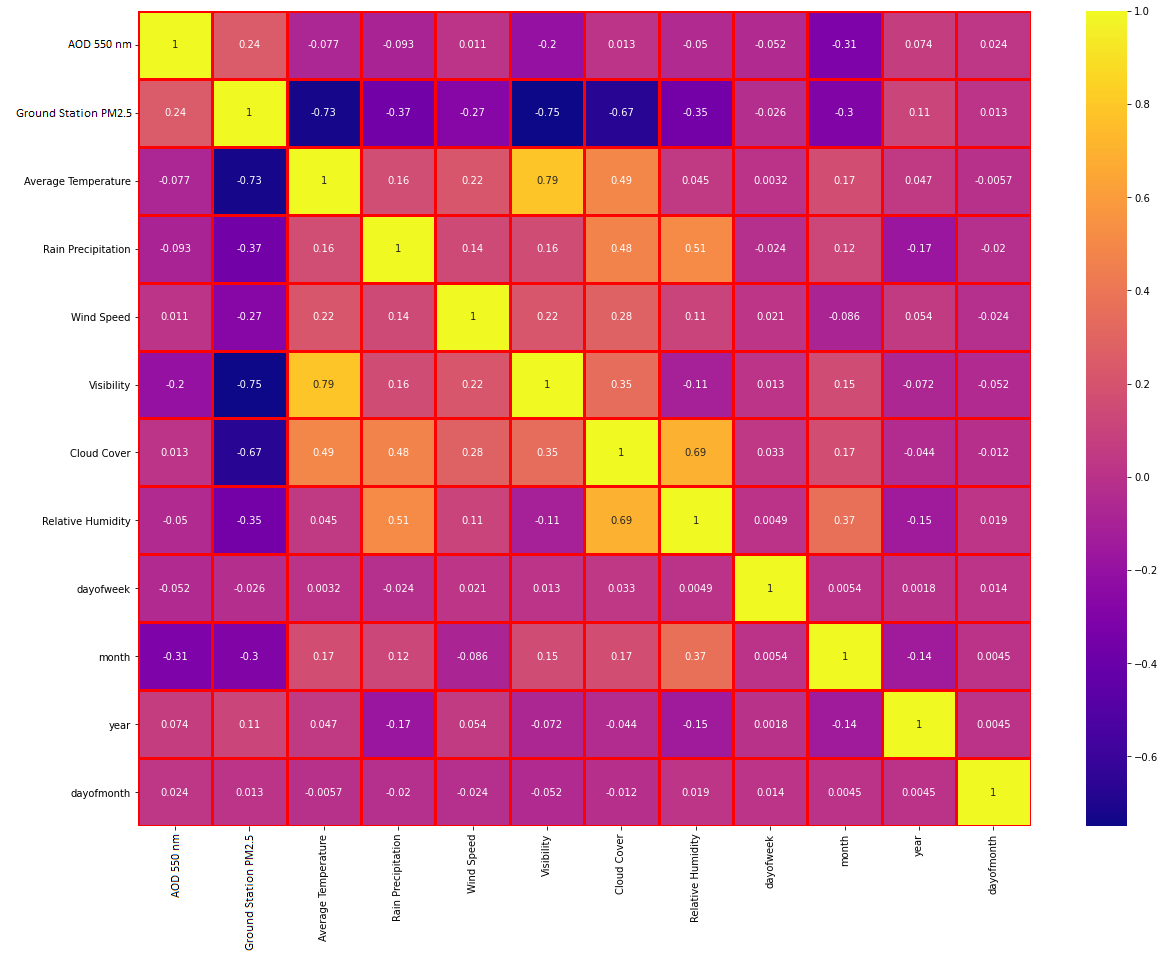 AOD 550 nm 1 0.24 -0.077 -0.093 0.011 -0.2 0.013 -0.05 -0.052 -0.31 0.074 0.024
Ground Station PM2.5 0.24 1 -0.73 -0.37 -0.27 -0.75 -0.67 -0.35 -0.026 -0.3 0.11 0.013
Average Temperature -0.077 -0.73 1 0.16 0.22 0.79 0.49 0.045 0.0032 0.17 0.047 -0.0057
Rain Precipitation -0.093 -0.37 0.16 1 0.14 0.16 0.48 0.51 -0.024 0.12 -0.17 -0.02
Wind Speed 0.011 -0.27 0.22 0.14 1 0.22 0.28 0.11 0.021 -0.086 0.054 -0.024
Visibility -0.2 -0.75 0.79 0.16 0.22 1 0.35 -0.11 0.013 0.15 -0.072 -0.052
Cloud Cover 0.013 -0.67 0.49 0.48 0.28 0.35 1 0.69 0.033 0.17 -0.044 -0.012
Relative Humidity -0.05 -0.35 0.045 0.51 0.11 -0.11 0.69 1 0.0049 0.37 -0.15 0.019
dayofweek -0.052 -0.026 0.0032 -0.024 0.021 0.013 0.033 0.0049 1 0.0054 0.0018 0.014
month -0.31 -0.3 0.17 0.12 -0.086 0.15 0.17 0.37 0.0054 1 -0.14 0.0045
year 0.074 0.11 0.047 -0.17 0.054 -0.072 -0.044 -0.15 0.0018 -0.14 1 0.0045
dayofmonth 0.024 0.013 -0.0057 -0.02 -0.024 -0.052 -0.012 0.019 0.014 0.0045 0.0045 1
AOD 550 nm
Ground Station PM2.5
Average Temperature
Rain Precipitation
Wind Speed
Visibility
Cloud Cover
Relative Humidity
dayofweek
month
year
dayofmonth
1.0
0.8
0.6
0.4
0.2
0.0
−0.2
−0.4
−0.6